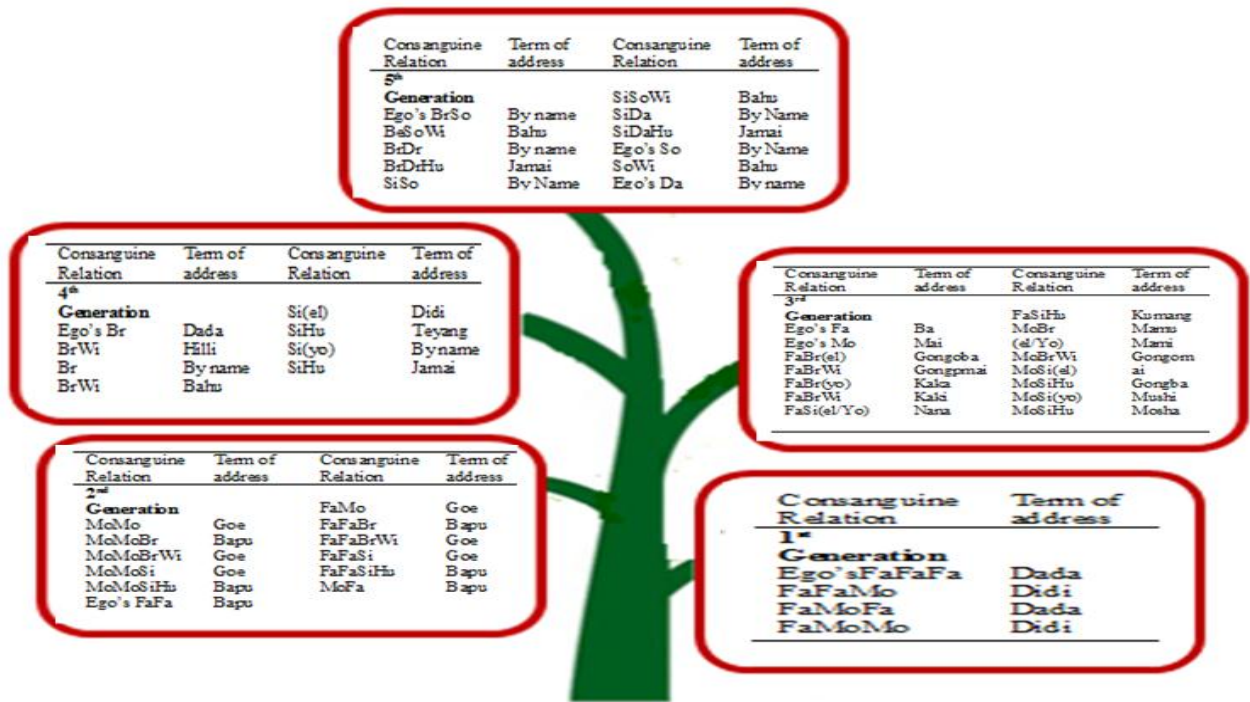 Consanguine Term of Consanguine Term of
Relation address Relation address
5th
Generation SiSoWi Bahu
Ego's BrSo By name SiDa By Name
BeSoWi Bahu SiDaHu Jamai
BrDr By name Ego's So By Name
BrDrHu Jamai SoWi Bahu
SiSo By Name Ego's Da By name
Consanguine Term of Consanguine Term of
Relation address Relation address
4th
Generation Si(el) Didi
Ego's Br Dada SiHu Teyang
BrWi Hilli Si(yo) By name
Br By name SiHu Jamai
BrWi Bahu
Consanguine Term of Consanguine Term of
Relation address Relation address
3rd
Generation FaSiHu Kumang
Ego's Fa Ba MoBr Mamu
Ego's Mo Mai (el/Yo) Mami
FaBr(el) Gongoba MoBrWi Gongom
FaBrWi Gongpmai MoSi(el) ai
FaBr(yo) Kaka MoSiHu Gongba
FaBrWi Kaki MoSi(yo) Mushi
FaSi(el/Yo) Nana MoSiHu Mosha
Consanguine Term of Consanguine Term of
Relation address Relation address
2nd
Generation FaMo Goe
MoMo Goe FaFaBr Bapu
MoMoBr Bapu FaFaBrWi Goe
MoMoBrWi Goe FaFaSi Goe
MoMoSi Goe FaFaSiHu Bapu
MoMoSiHu Bapu MoFa Bapu
Ego's FaFa Bapu
Consanguine Term of
Relation address
1st
Generation
Ego'sFaFaFa Dada
FaFaMo Didi
FaMoFa Dada
FaMoMo Didi